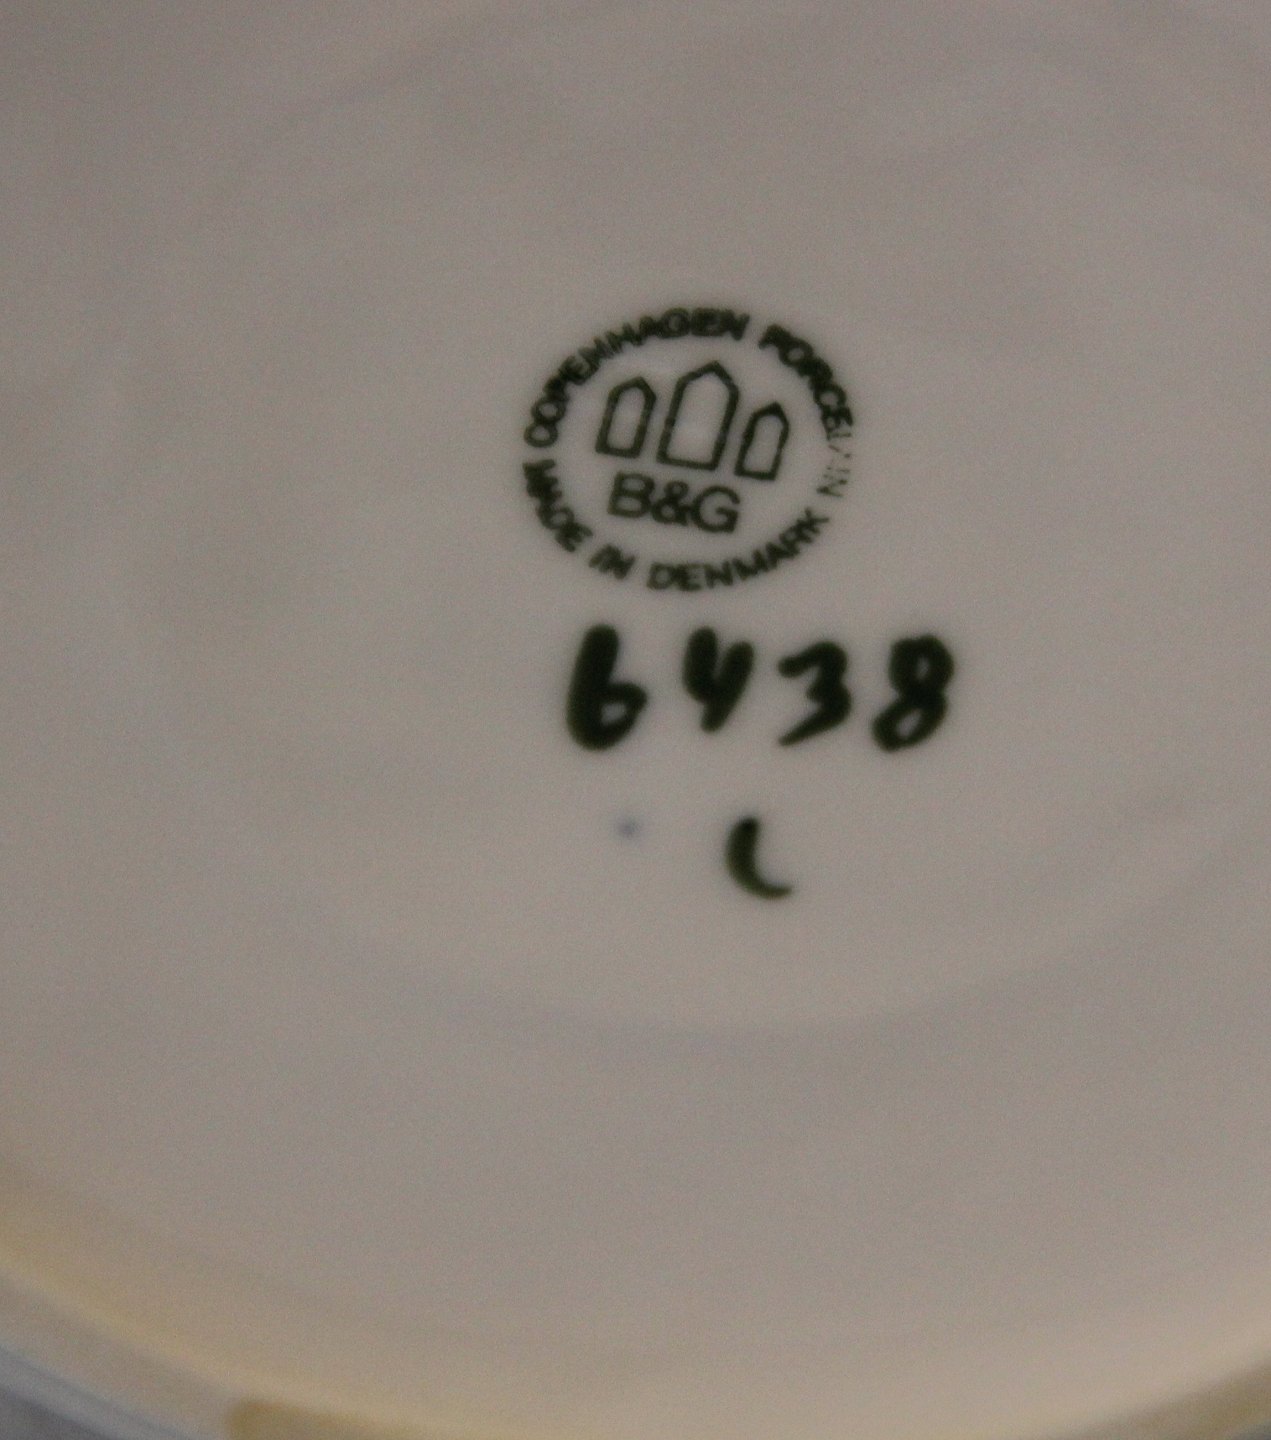 COPENHAGEN PORCELAIN
B&G
MADE IN DENMARK
6438